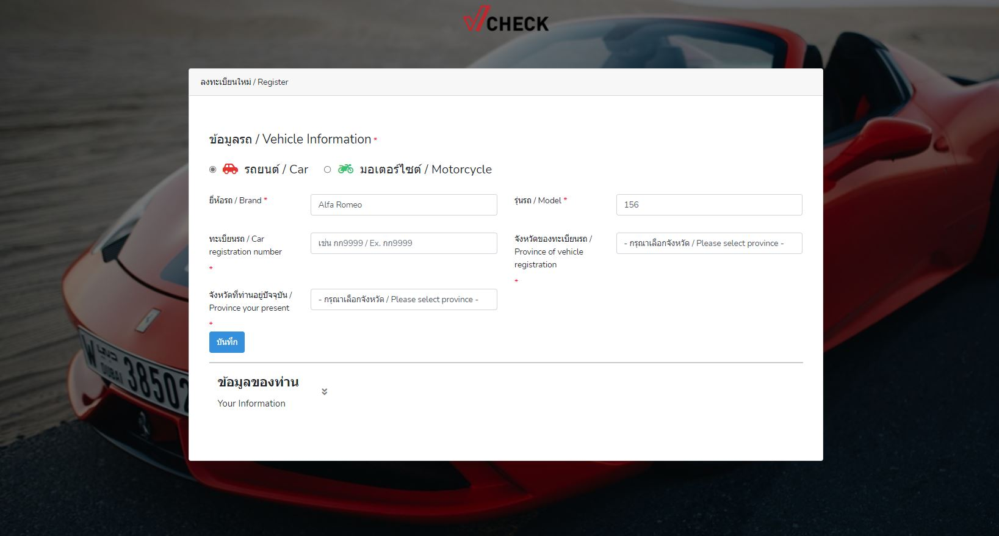 CHECK
ลงทะเบียนใหม่ / Register
ข้อมูลรถ / Vehicle Information *
รถยนต์ / Car
มอเตอร์ไซต์ / Motorcycle
ยี่ห้อรถ / Brand *
Alfa Romeo
รุ่นรถ / Model *
156
ทะเบียนรถ / Car
registration number
*
เช่น กก9999 / Ex. กก9999
จังหวัดของทะเบียนรถ /
Province of vehicle
registration
*
- กรุณาเลือกจังหวัด / Please select province -
จังหวัดที่ท่านอยู่ปัจจุบัน /
Province your present
*
- กรุณาเลือกจังหวัด / Please select province -
บันทึก
ข้อมูลของท่าน
Your Information
W DUBAI 38502